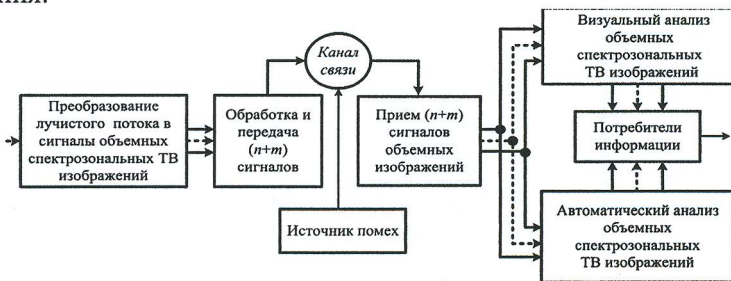 Преобразование
лучистого потока в
сигналы объемных
спектрозональных ТВ
изображений
Обработка и
передача
(n+m)
сигналов
Канал
связи
Источник помех
Прием (n+m)
сигналов
объемных
изображений
Визуальный анализ
объемных
спектрозональных
ТВ изображений
Потребители
информации
Автоматический анализ
объемных
спектрозональных
ТВ изображений